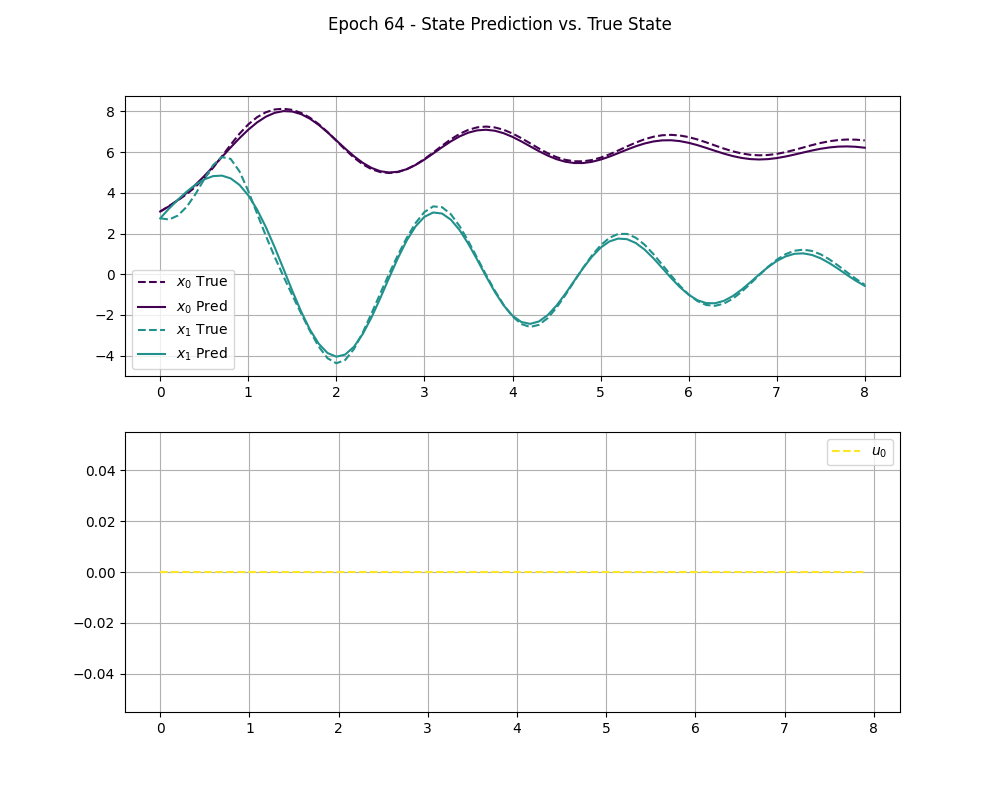 Epoch 64 - State Prediction vs. True State
8
6
4
2
0
−2
−4
x₀ True
x₀ Pred
x₁ True
x₁ Pred
0 1 2 3 4 5 6 7 8
0.04
0.02
0.00
−0.02
−0.04
u₀
0 1 2 3 4 5 6 7 8